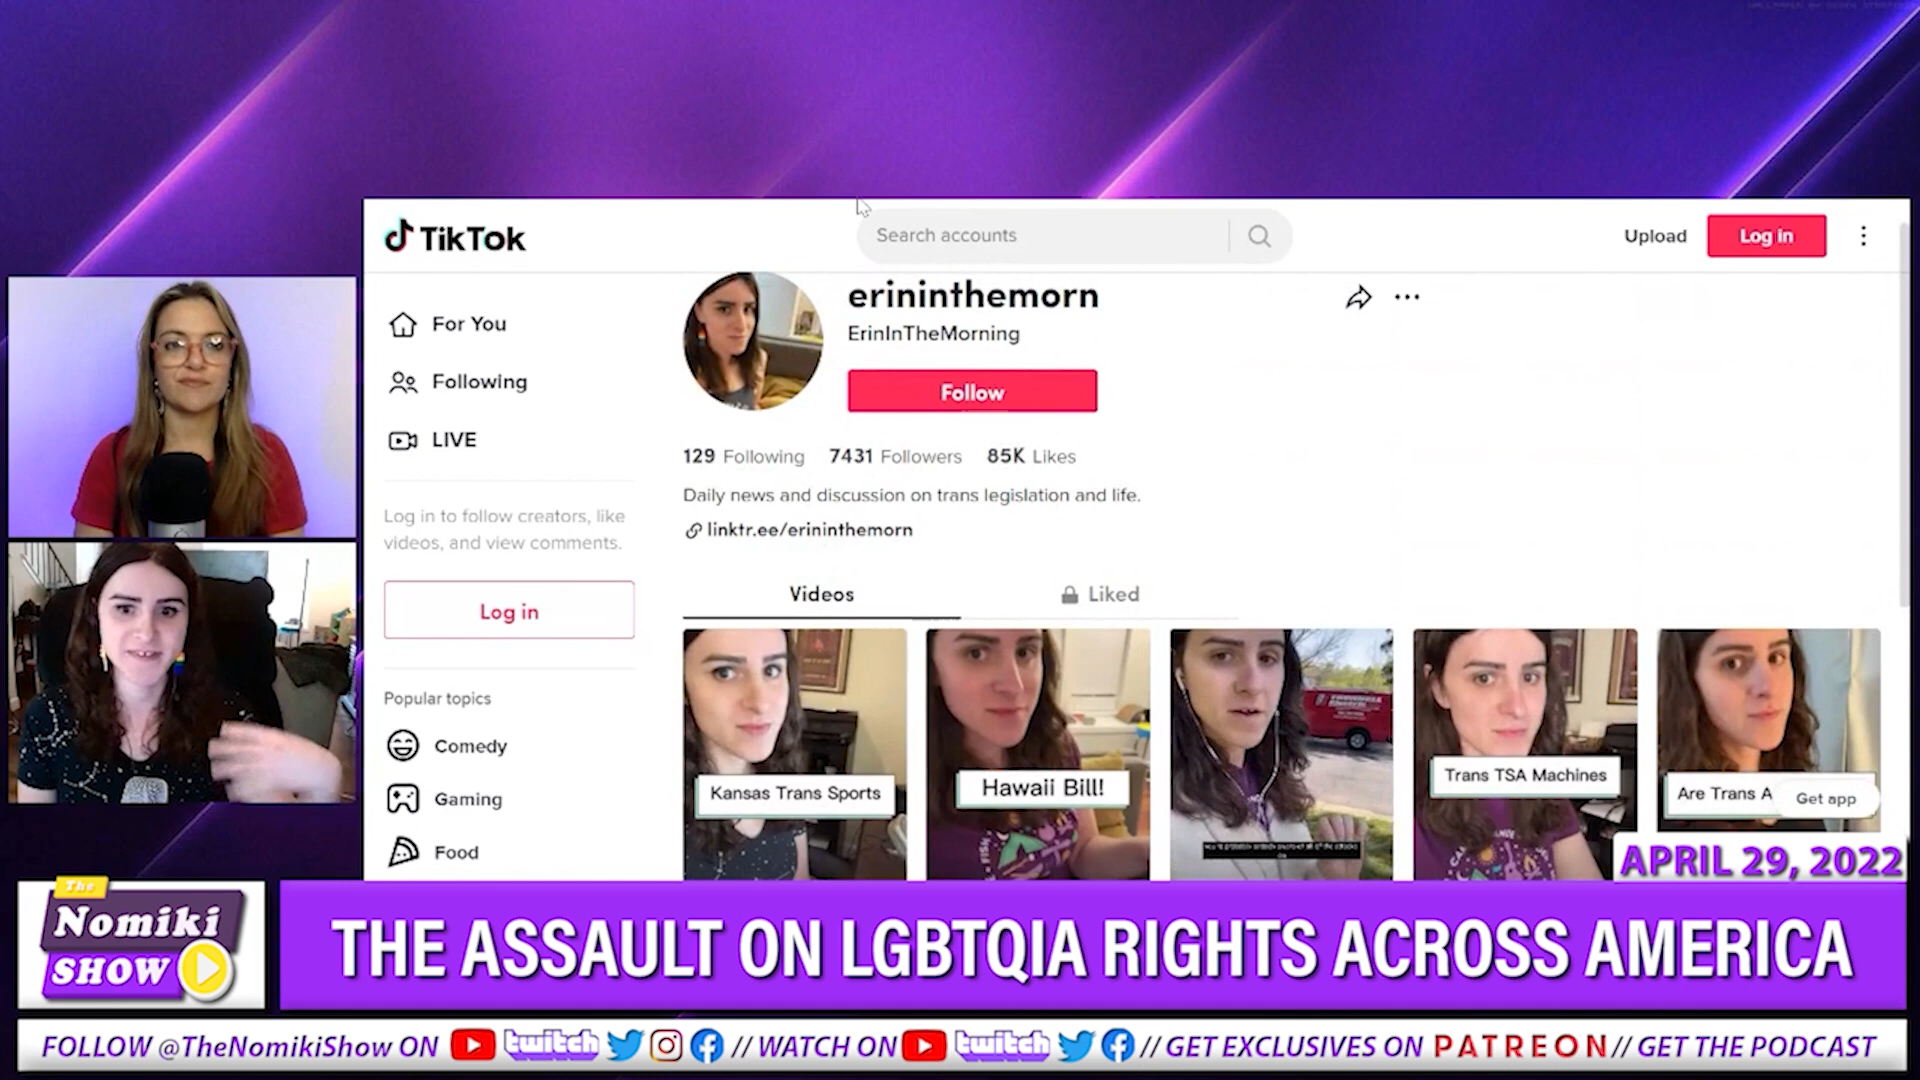 TikTok
Search accounts
Upload
Log in
For You
Following
LIVE
Log in to follow creators, like
videos, and view comments.
Log in
Popular topics
Comedy
Gaming
Food
erininthemorn
ErinInTheMorning
Follow
129 Following 7431 Followers 85K Likes
Daily news and discussion on trans legislation and life.
linktr.ee/erininthemorn
Videos
Liked
Kansas Trans Sports
Hawaii Bill!
Trans TSA Machines
Are Trans A
Get app
APRIL 29, 2022
The
Nomiki
SHOW
THE ASSAULT ON LGBTQIA RIGHTS ACROSS AMERICA
FOLLOW @TheNomikiShow ON twitch // WATCH ON twitch // GET EXCLUSIVES ON PATREON // GET THE PODCAST